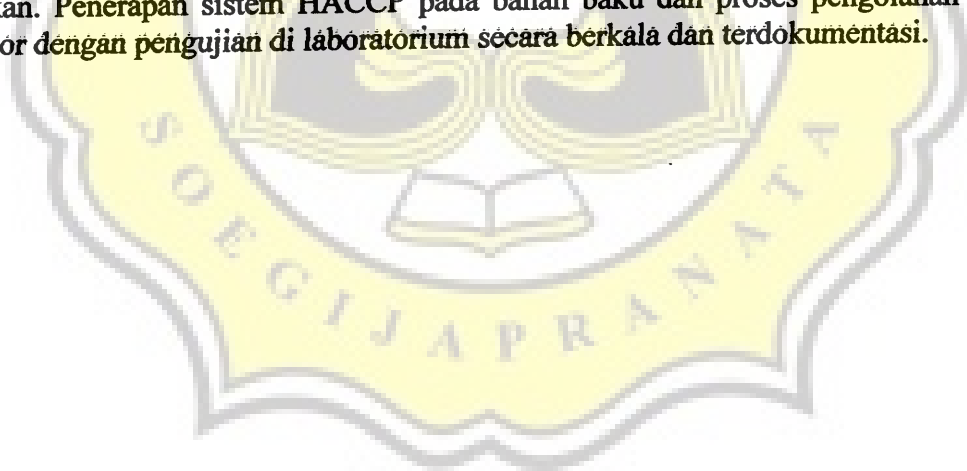 kan. Penerapan sistem HACCP pada bahan baku dan proses pengolahan
or dengan pengujian di laboratorium secara berkala dan terdokumentasi.
SOEGIJAPRANATA